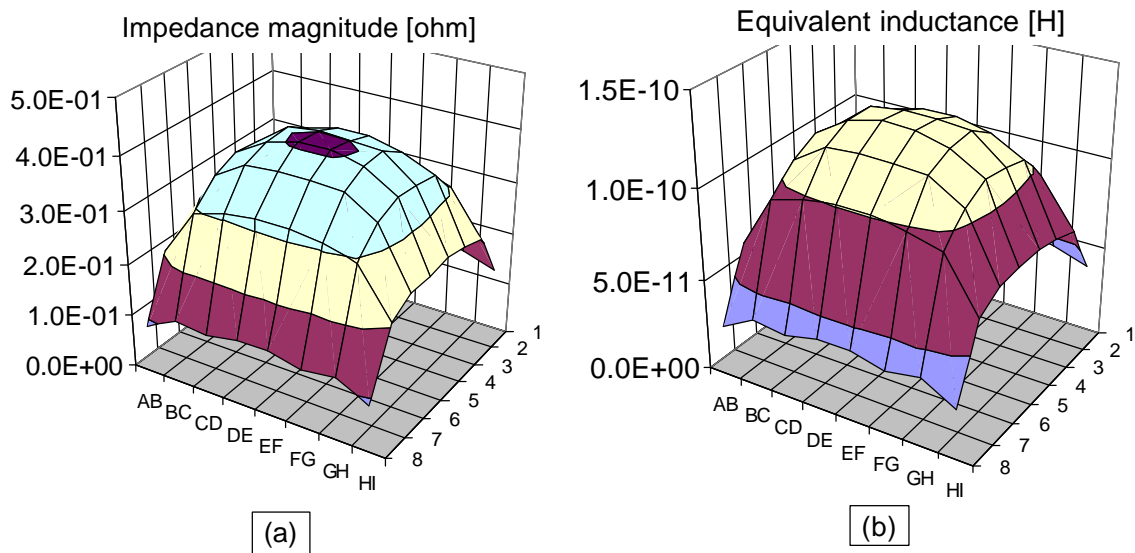 Impedance magnitude [ohm]
5.0E-01
4.0E-01
3.0E-01
2.0E-01
1.0E-01
0.0E+00
AB
BC
CD
DE
EF
FG
GH
HI
1
2
3
4
5
6
7
8
(a)
Equivalent inductance [H]
1.5E-10
1.0E-10
5.0E-11
0.0E+00
AB
BC
CD
DE
EF
FG
GH
HI
1
2
3
4
5
6
7
8
(b)